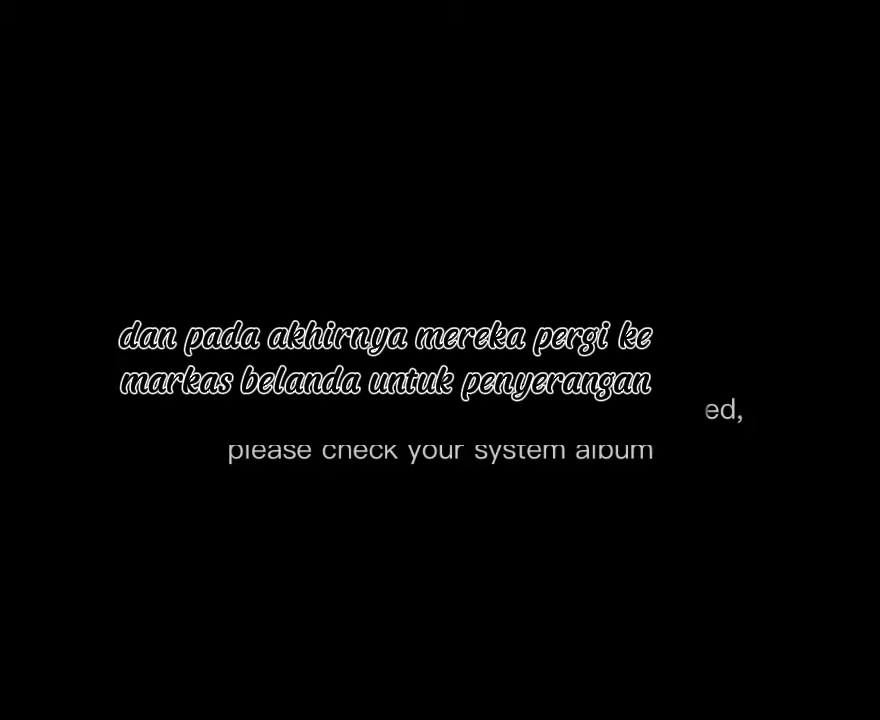 dan pada akhirnya mereka pergi ke
markas belanda untuk penyerangan
ed,
please check your system album